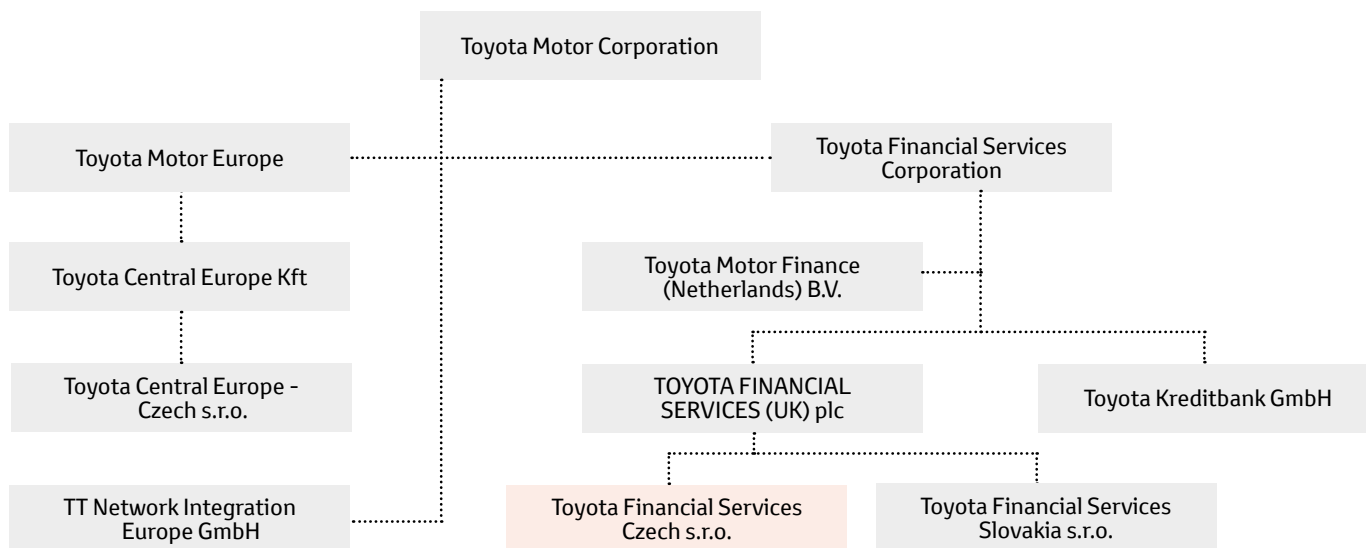 Toyota Motor Corporation
Toyota Motor Europe
Toyota Financial Services
Corporation
Toyota Central Europe Kft
Toyota Motor Finance
(Netherlands) B.V.
Toyota Central Europe -
Czech s.r.o.
TOYOTA FINANCIAL
SERVICES (UK) plc
Toyota Kreditbank GmbH
TT Network Integration
Europe GmbH
Toyota Financial Services
Czech s.r.o.
Toyota Financial Services
Slovakia s.r.o.